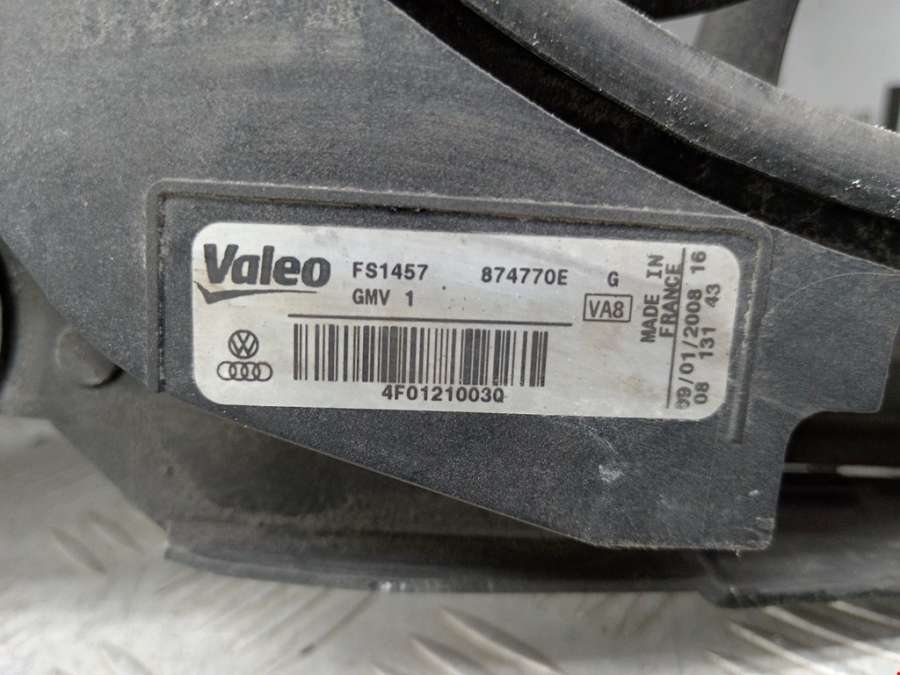 Valeo FS1457 874770E G
GMV 1 VA8
4F0121003Q
MADE IN
FRANCE
09/01/2008 16
08 131 43